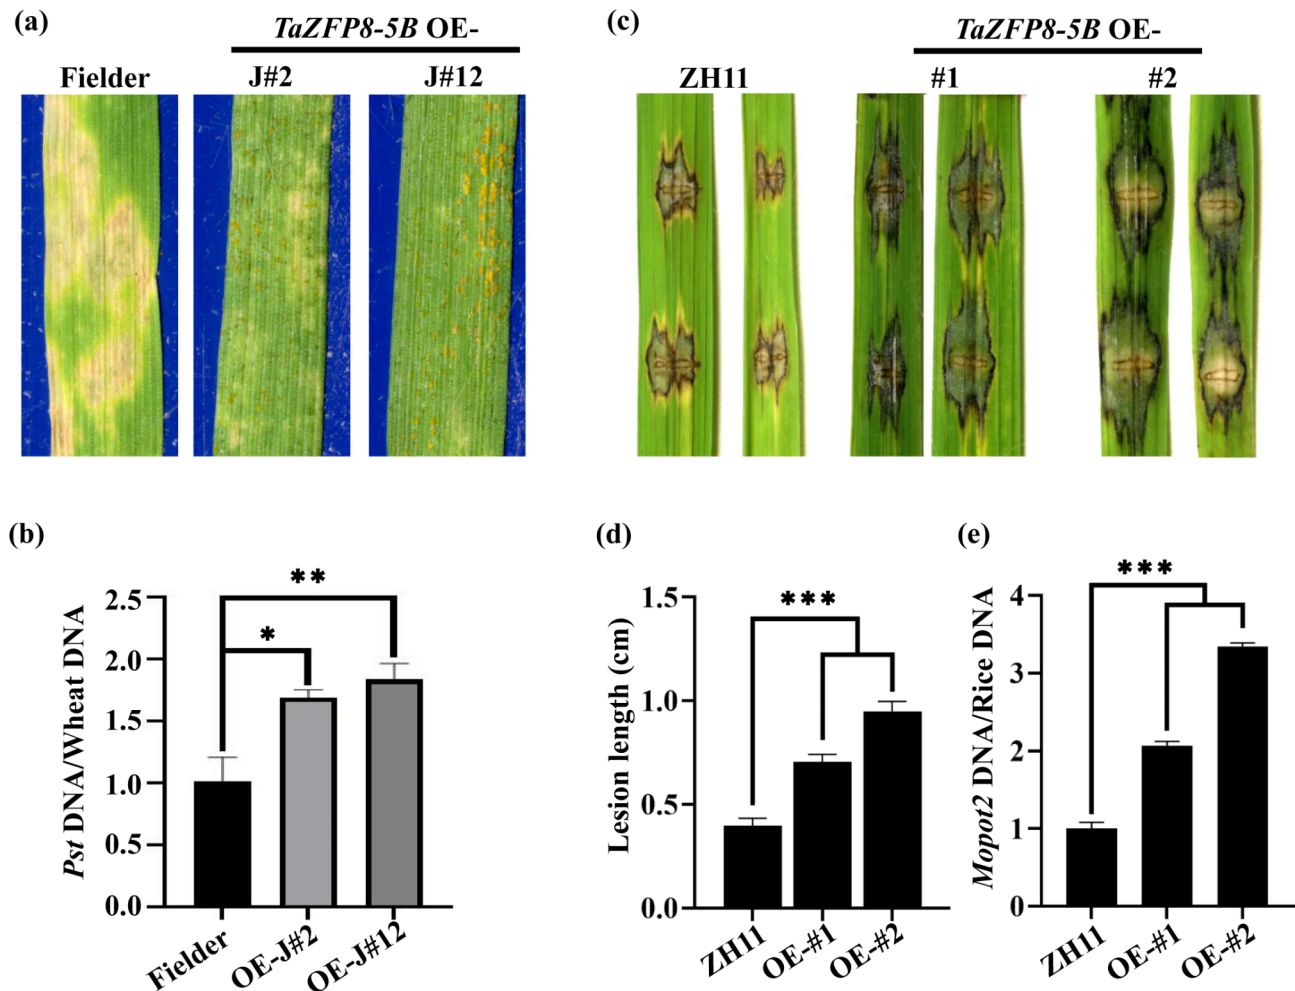 (a)
TaZFP8-5B OE-
Fielder J#2 J#12
(c)
TaZFP8-5B OE-
ZH11 #1 #2
(b)
Pst DNA/Wheat DNA
2.5
2.0
1.5
1.0
0.5
0.0
**
*
Fielder
OE-J#2
OE-J#12
(d)
Lesion length (cm)
1.5
1.0
0.5
0.0
***
ZH11
OE-#1
OE-#2
(e)
Mopot2 DNA/Rice DNA
4
3
2
1
0
***
ZH11
OE-#1
OE-#2